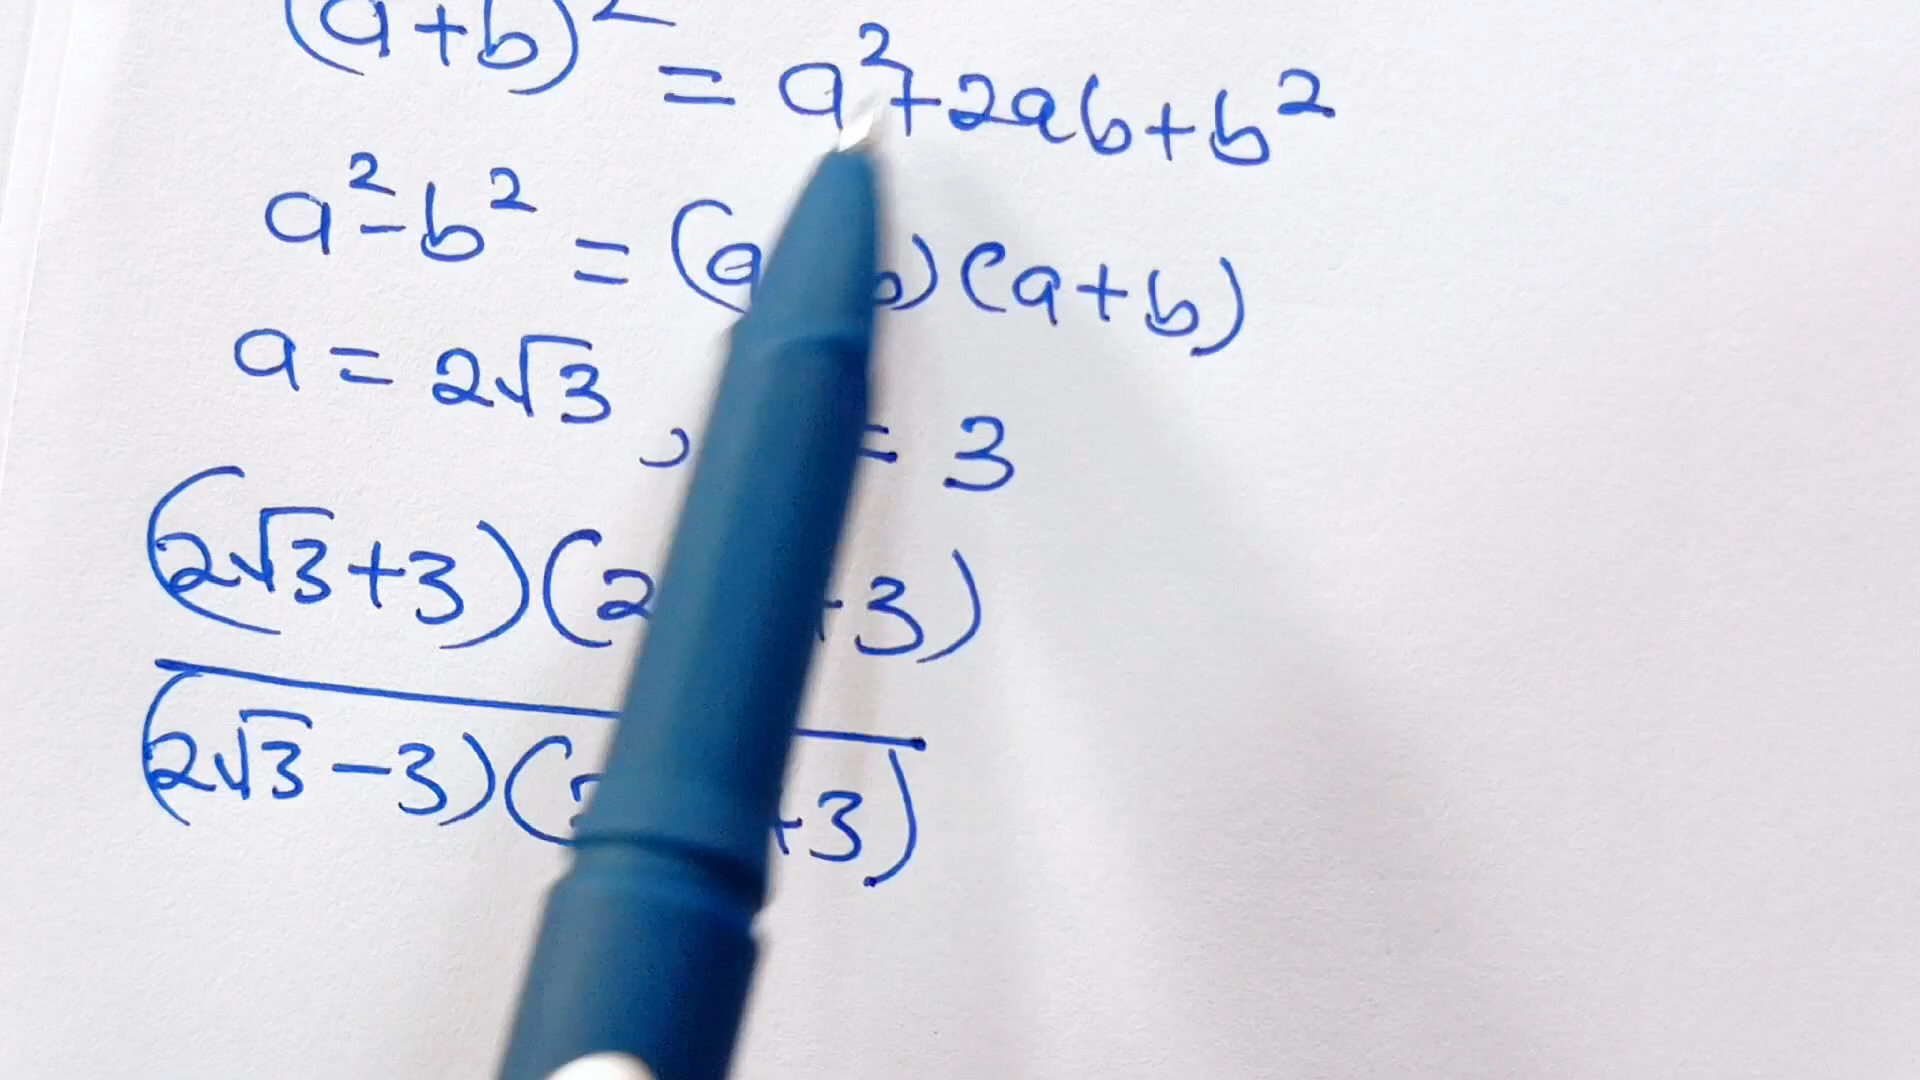 (a+b)² = a²+2ab+b²
a²-b² = (a )(a+b)
a = 2√3, = 3
(2√3+3)(2 +3)
(2√3-3)( +3)